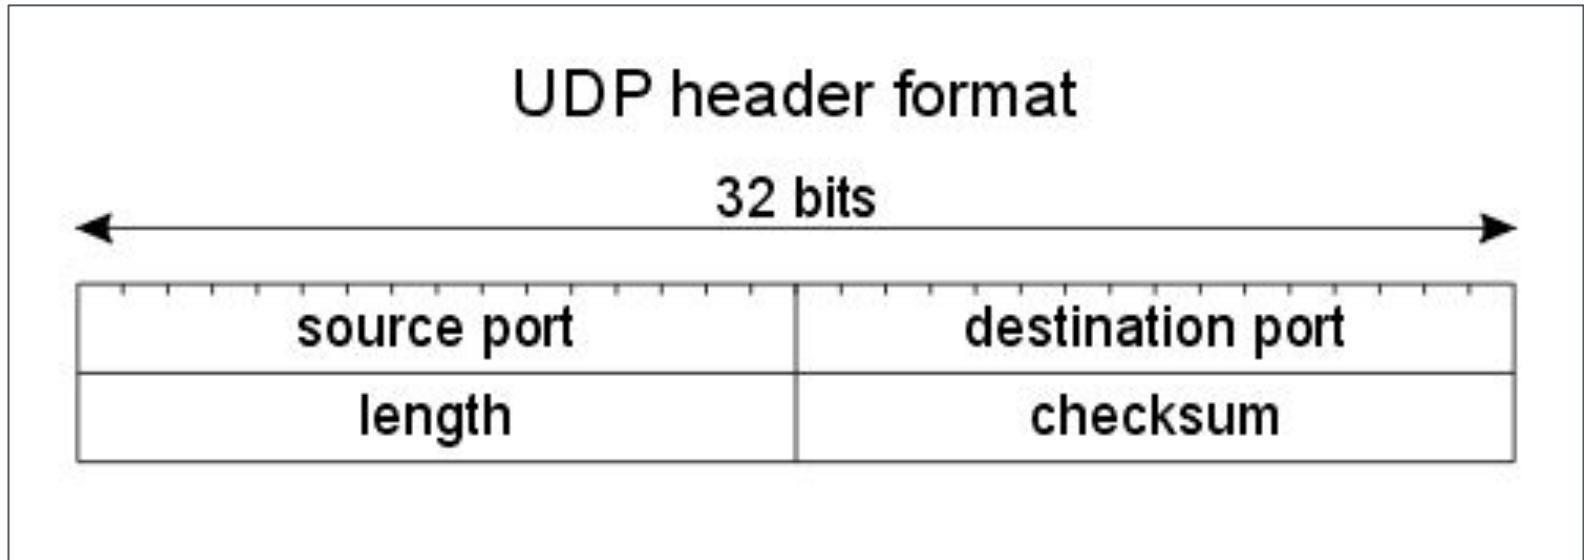 UDP header format
32 bits
source port destination port
length checksum